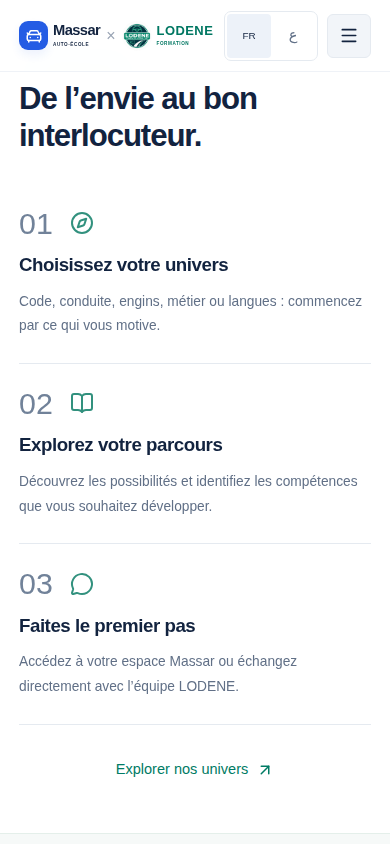 Massar
AUTO-ÉCOLE
×
LODENE
LODENE
FORMATION
FR
ع
De l’envie au bon
interlocuteur.
01
Choisissez votre univers
Code, conduite, engins, métier ou langues : commencez
par ce qui vous motive.
02
Explorez votre parcours
Découvrez les possibilités et identifiez les compétences
que vous souhaitez développer.
03
Faites le premier pas
Accédez à votre espace Massar ou échangez
directement avec l’équipe LODENE.
Explorer nos univers